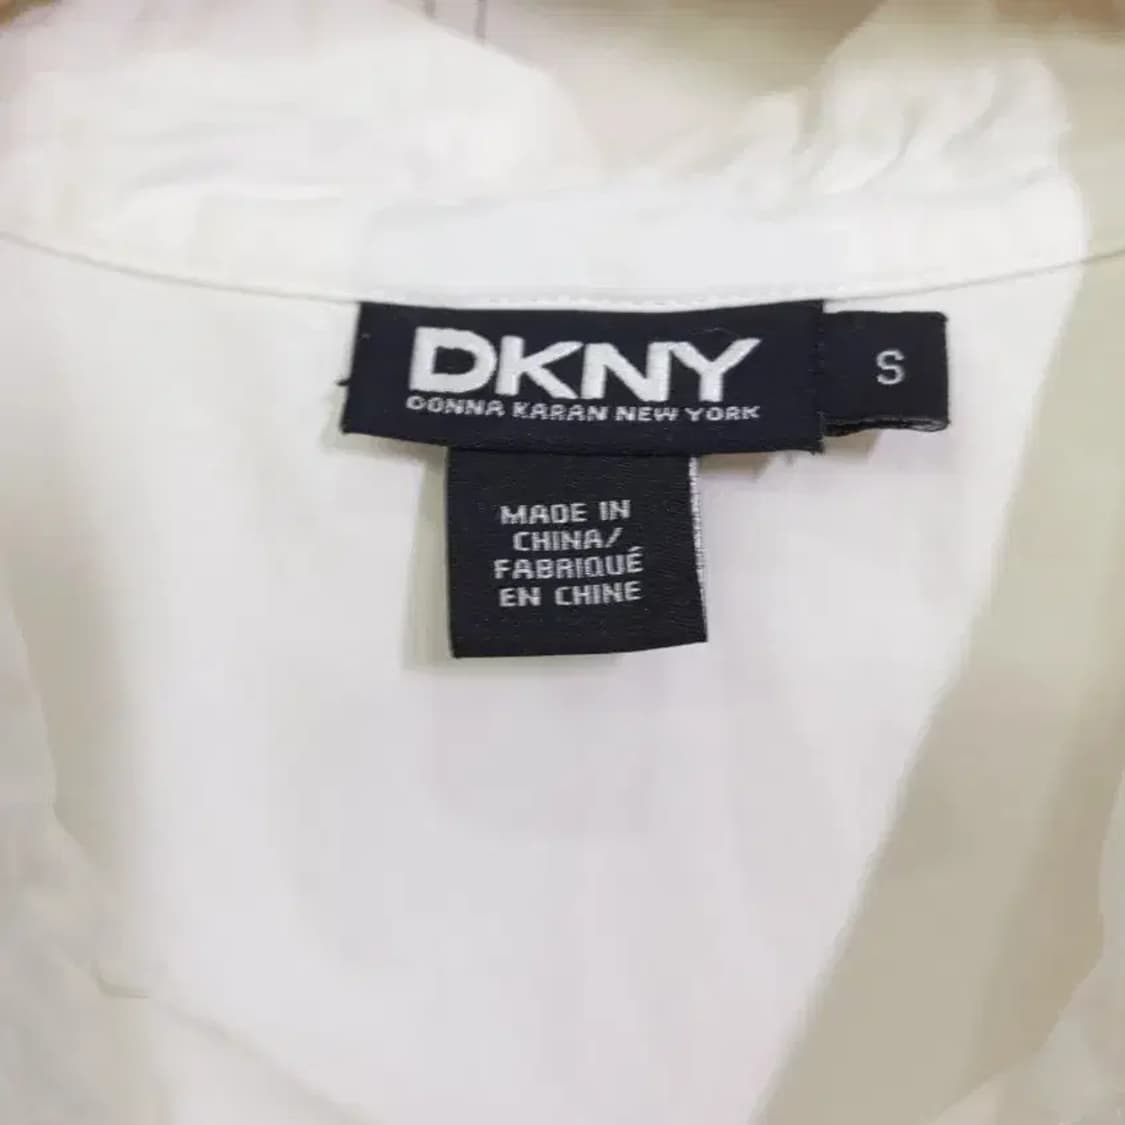 DKNY
DONNA KARAN NEW YORK
S
MADE IN
CHINA/
FABRIQUÉ
EN CHINE